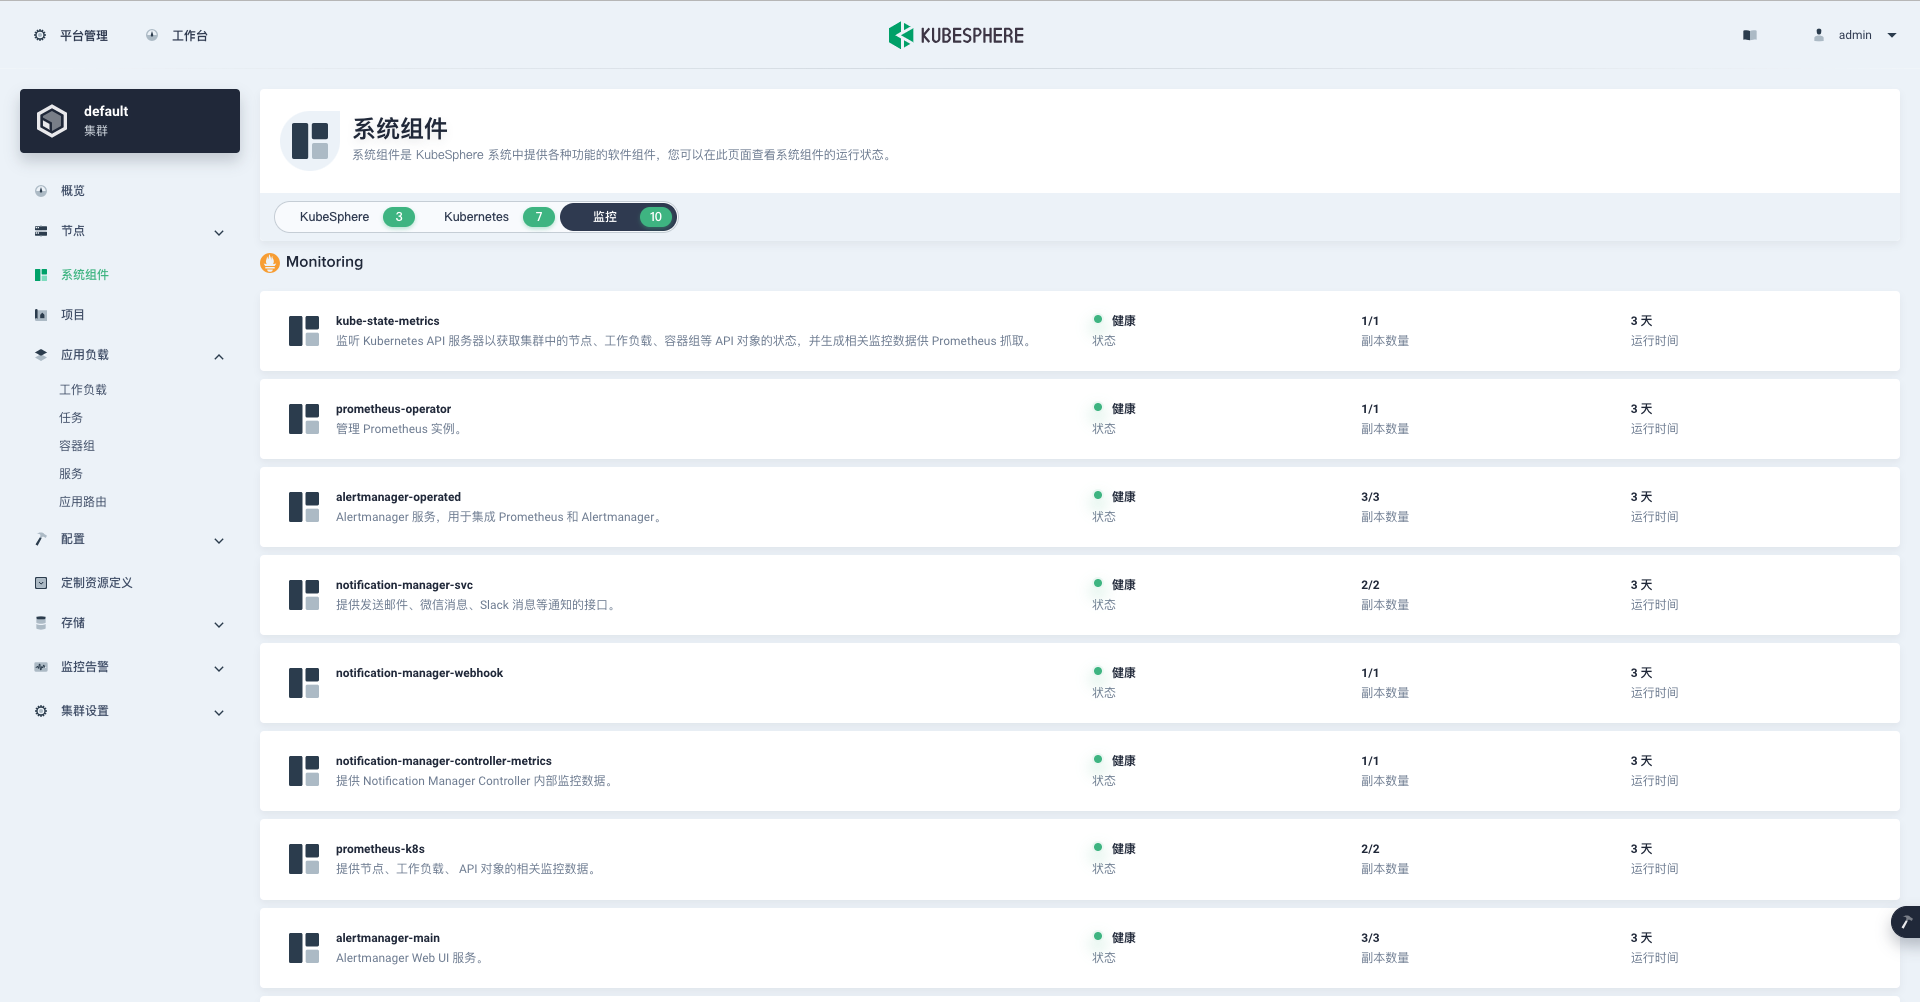 平台管理
工作台
KUBESPHERE
admin
default
集群
概览
节点
系统组件
项目
应用负载
工作负载
任务
容器组
服务
应用路由
配置
定制资源定义
存储
监控告警
集群设置
系统组件
系统组件是 KubeSphere 系统中提供各种功能的软件组件，您可以在此页面查看系统组件的运行状态。
KubeSphere 3
Kubernetes 7
监控 10
Monitoring
kube-state-metrics
监听 Kubernetes API 服务器以获取集群中的节点、工作负载、容器组等 API 对象的状态，并生成相关监控数据供 Prometheus 抓取。
健康
状态
1/1
副本数量
3 天
运行时间
prometheus-operator
管理 Prometheus 实例。
健康
状态
1/1
副本数量
3 天
运行时间
alertmanager-operated
Alertmanager 服务，用于集成 Prometheus 和 Alertmanager。
健康
状态
3/3
副本数量
3 天
运行时间
notification-manager-svc
提供发送邮件、微信消息、Slack 消息等通知的接口。
健康
状态
2/2
副本数量
3 天
运行时间
notification-manager-webhook
健康
状态
1/1
副本数量
3 天
运行时间
notification-manager-controller-metrics
提供 Notification Manager Controller 内部监控数据。
健康
状态
1/1
副本数量
3 天
运行时间
prometheus-k8s
提供节点、工作负载、 API 对象的相关监控数据。
健康
状态
2/2
副本数量
3 天
运行时间
alertmanager-main
Alertmanager Web UI 服务。
健康
状态
3/3
副本数量
3 天
运行时间